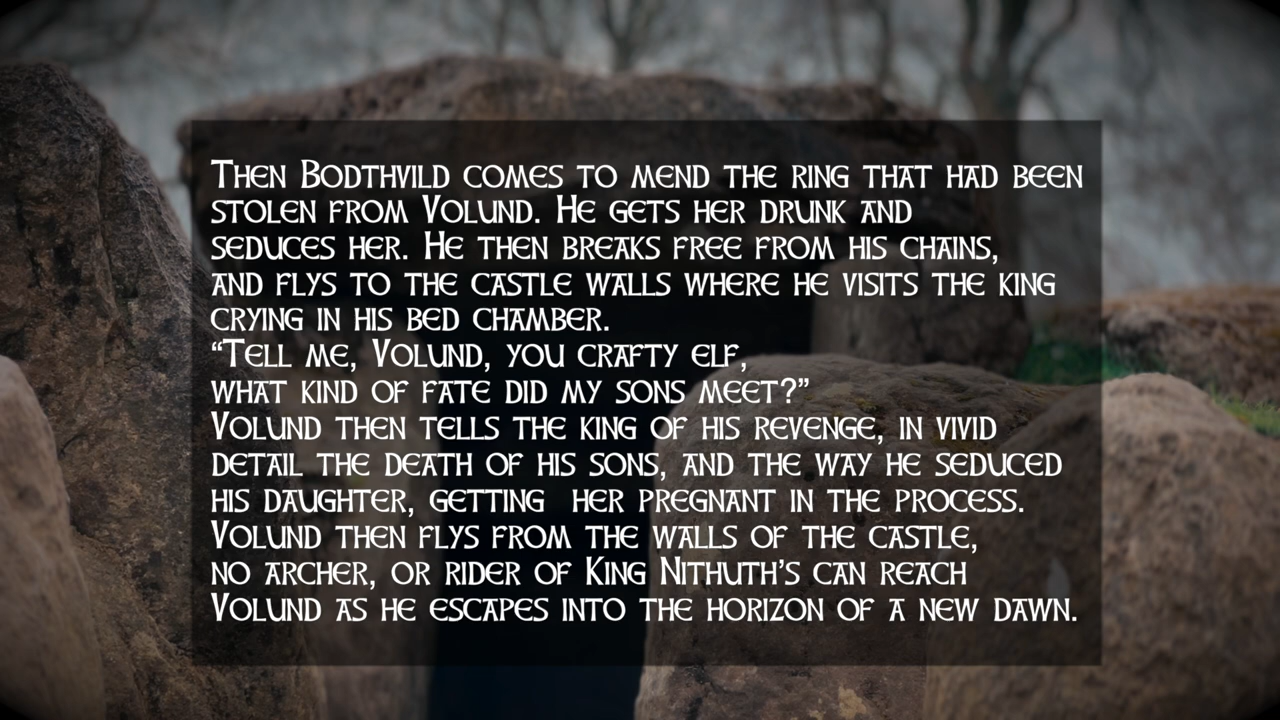 Then Bodthvild comes to mend the ring that had been
stolen from Volund. He gets her drunk and
seduces her. He then breaks free from his chains,
and flys to the castle walls where he visits the king
crying in his bed chamber.
“Tell me, Volund, you crafty elf,
what kind of fate did my sons meet?”
Volund then tells the king of his revenge, in vivid
detail the death of his sons, and the way he seduced
his daughter, getting  her pregnant in the process.
Volund then flys from the walls of the castle,
no archer, or rider of King Nithuth’s can reach
Volund as he escapes into the horizon of a new dawn.